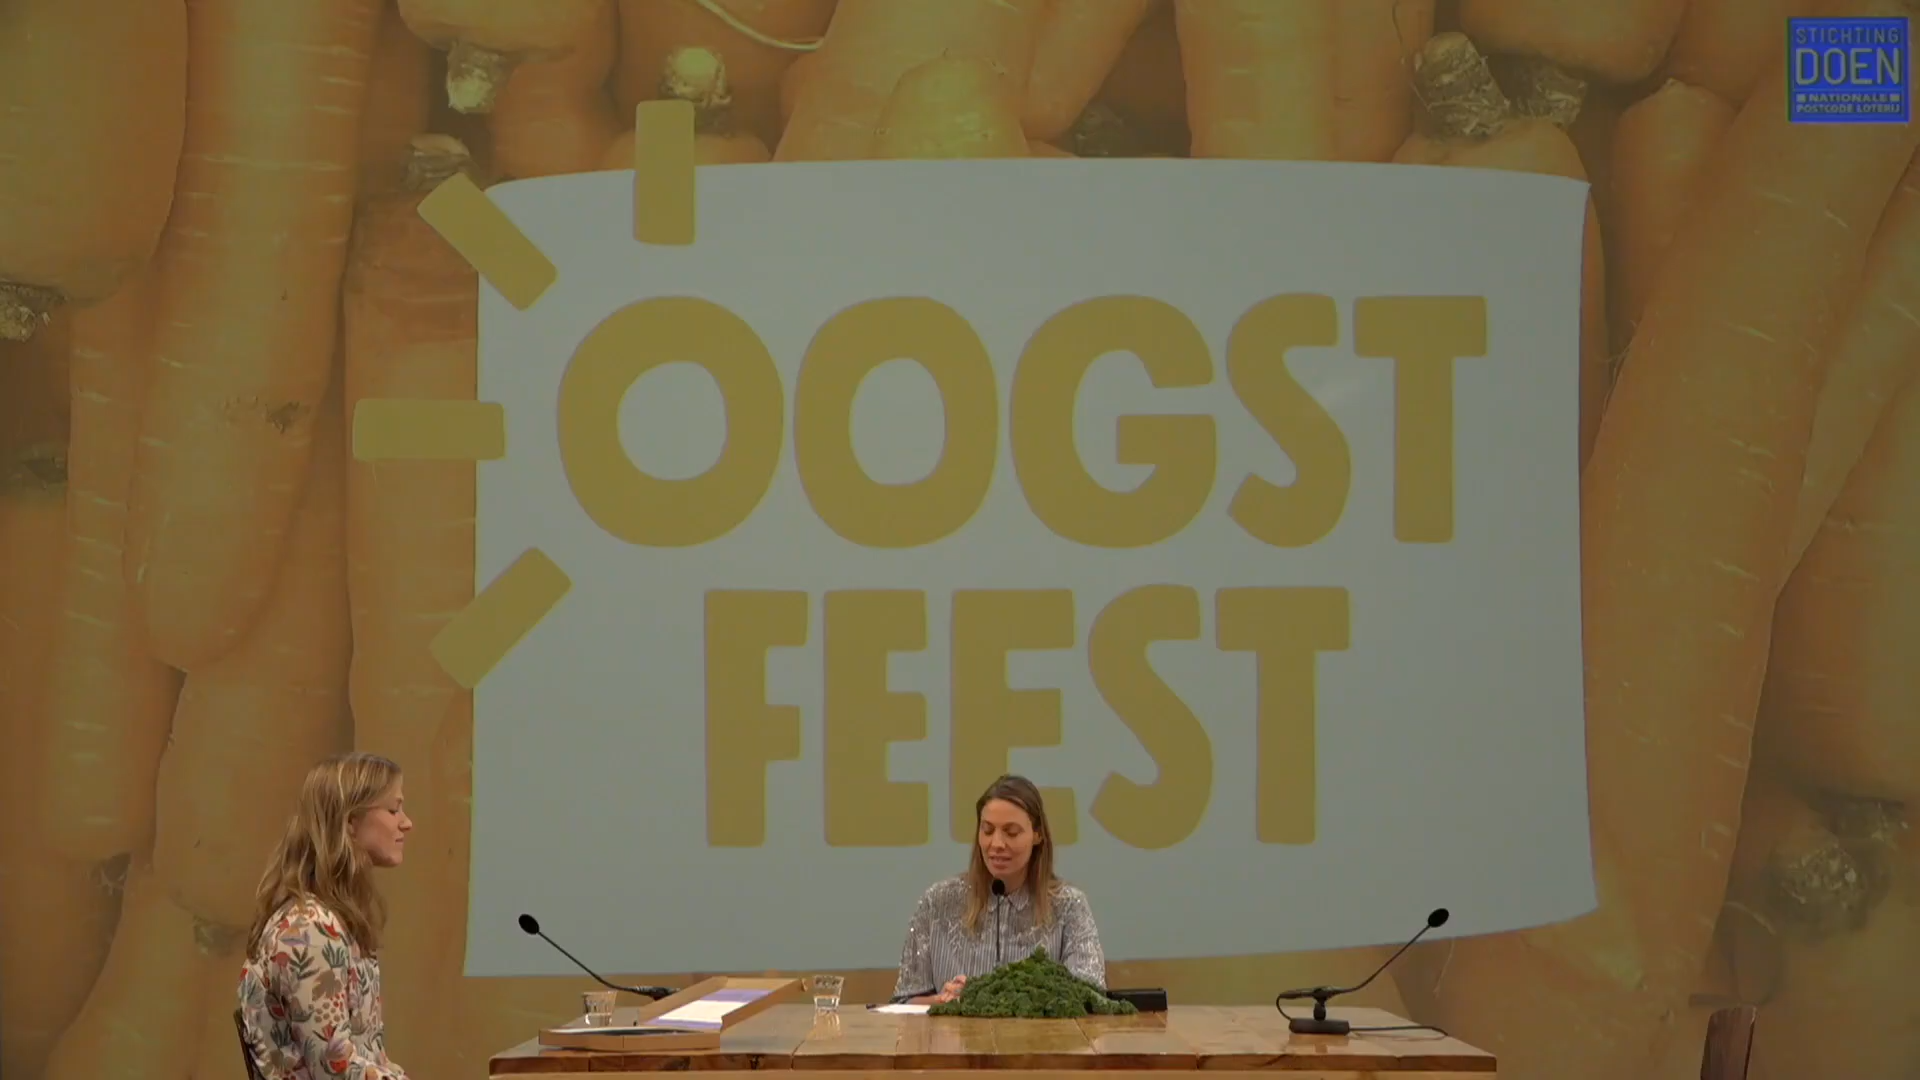 STICHTING
DOEN
NATIONALE
POSTCODE LOTERIJ
OOGST
FEEST